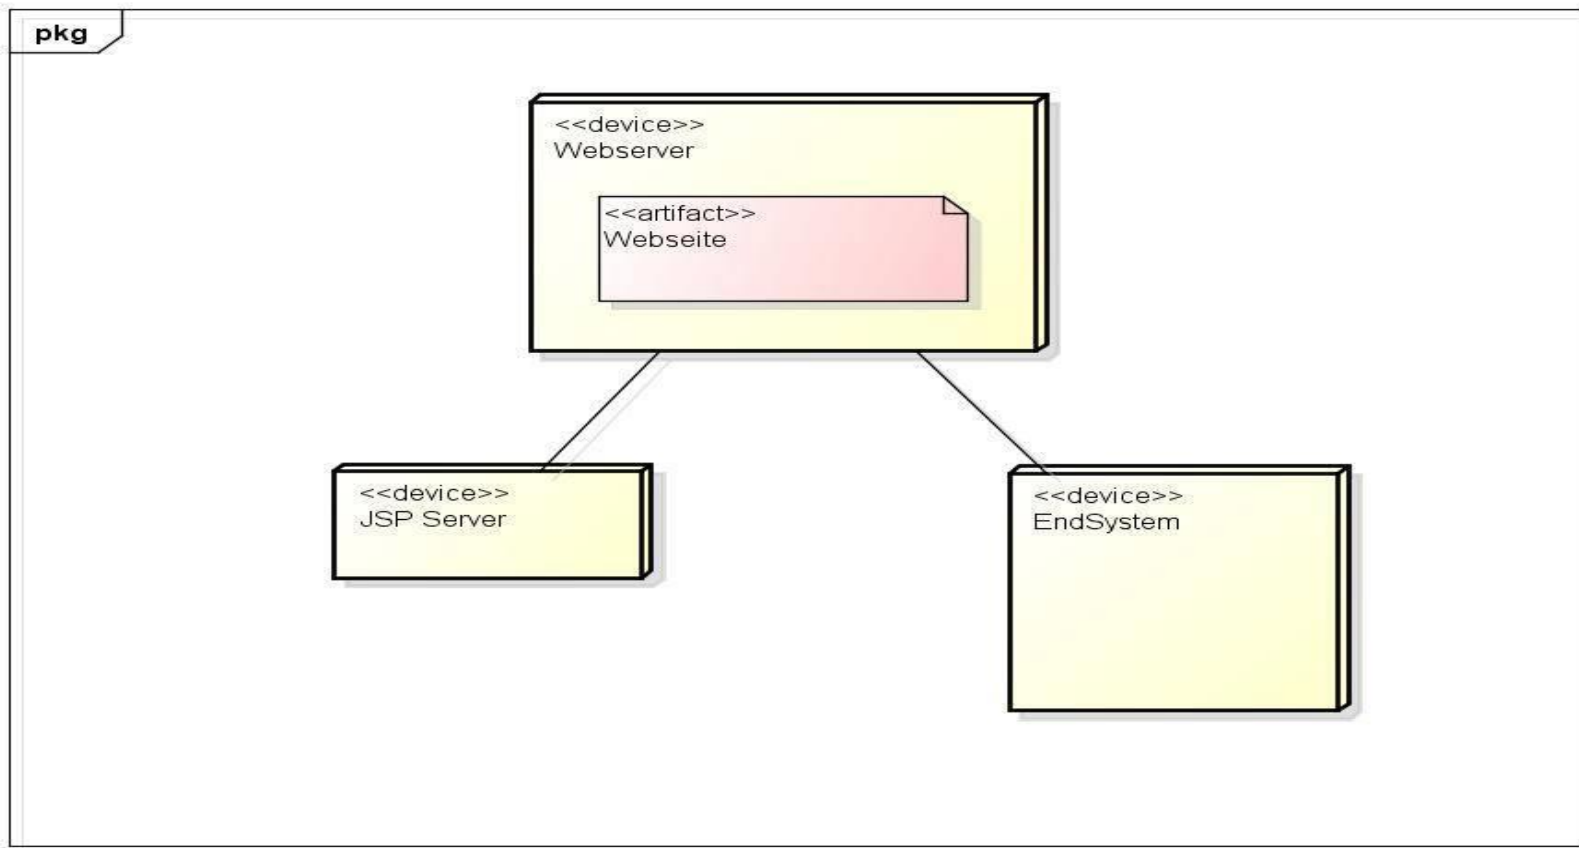 pkg
<<device>>
Webserver
<<artifact>>
Webseite
<<device>>
JSP Server
<<device>>
EndSystem